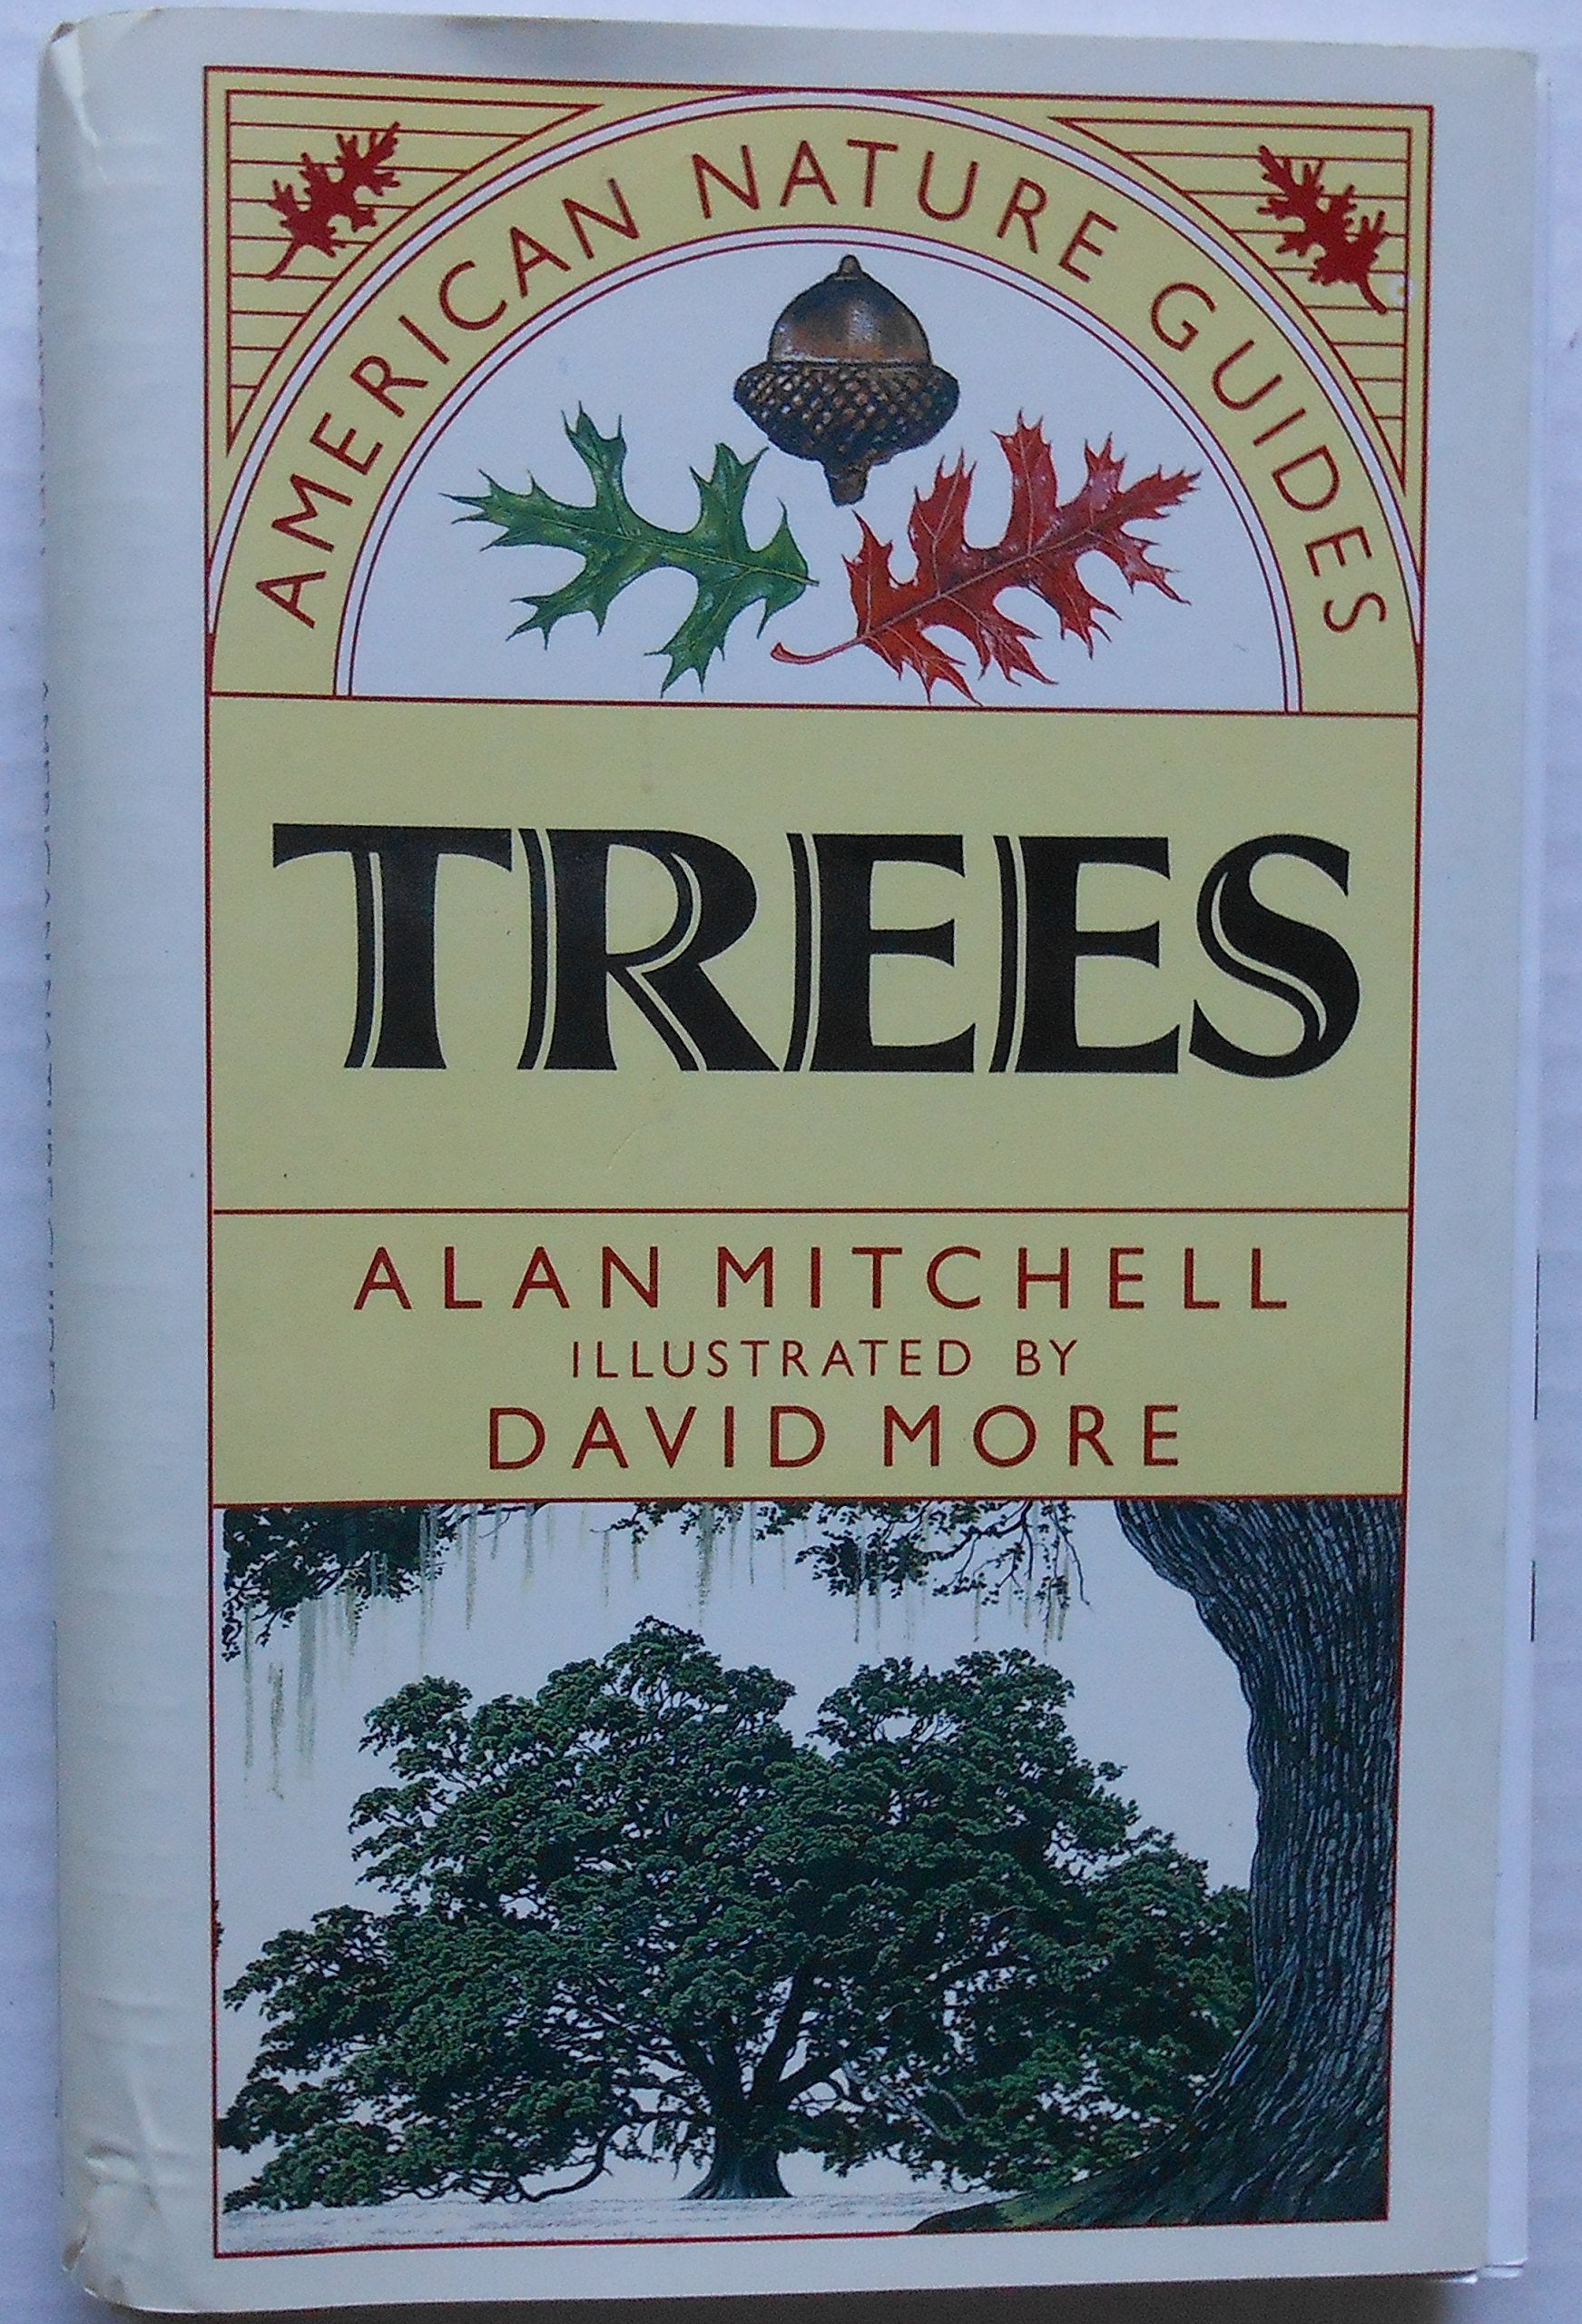 AMERICAN NATURE GUIDES
TREES
ALAN MITCHELL
ILLUSTRATED BY
DAVID MORE